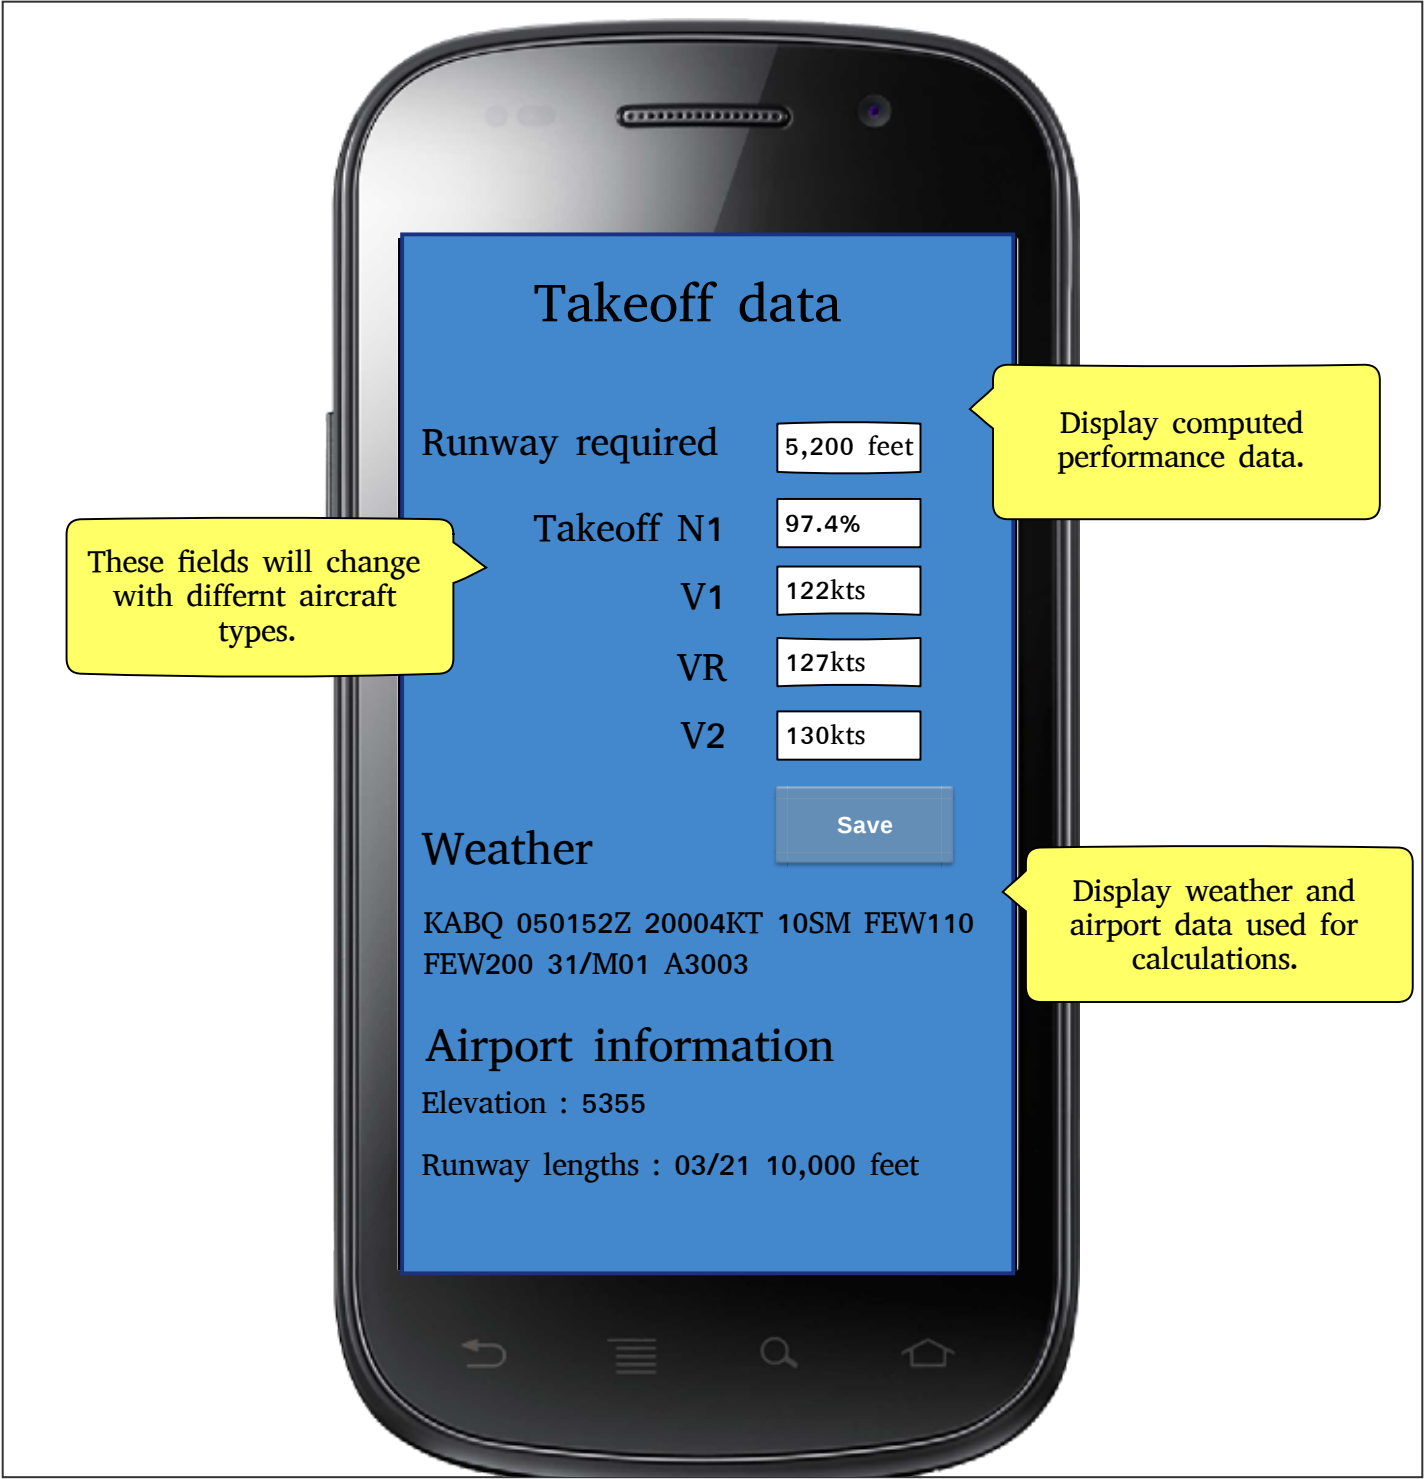 Takeoff data
Runway required 5,200 feet
Display computed
performance data.
Takeoff N1 97.4%
These fields will change
with differnt aircraft
types.
V1 122kts
VR 127kts
V2 130kts
Save
Weather
Display weather and
airport data used for
calculations.
KABQ 050152Z 20004KT 10SM FEW110
FEW200 31/M01 A3003
Airport information
Elevation : 5355
Runway lengths : 03/21 10,000 feet